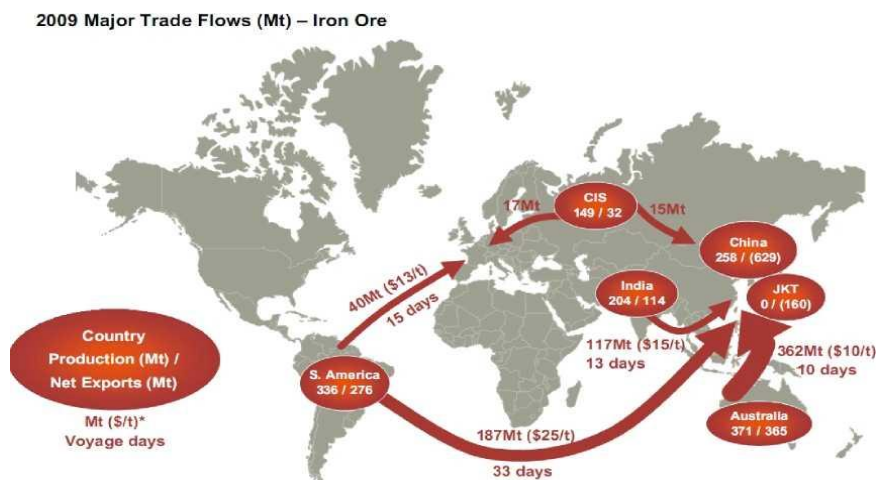 2009 Major Trade Flows (Mt) – Iron Ore
CIS
149 / 32
17Mt
15Mt
China
258 / (629)
India
204 / 114
JKT
0 / (160)
40Mt ($13/t)
15 days
117Mt ($15/t)
13 days
362Mt ($10/t)
10 days
Country
Production (Mt) /
Net Exports (Mt)
Mt ($/t)*
Voyage days
S. America
336 / 276
187Mt ($25/t)
33 days
Australia
371 / 365